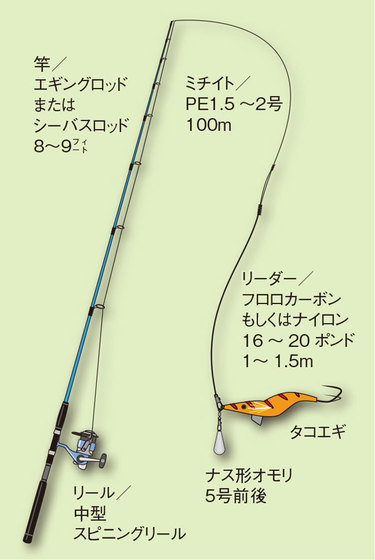 竿／
エギングロッド
または
シーバスロッド
8〜9フィート
ミチイト／
PE1.5〜2号
100m
リーダー／
フロロカーボン
もしくはナイロン
16〜20ポンド
1〜1.5m
タコエギ
ナス形オモリ
5号前後
リール／
中型
スピニングリール